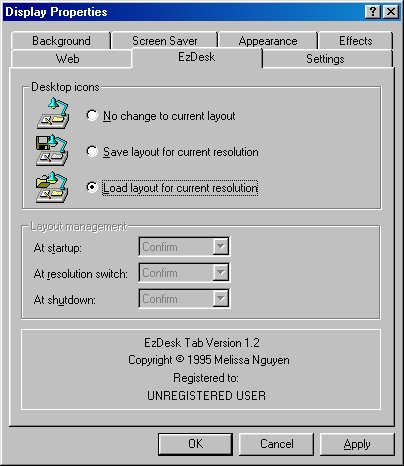 Display Properties
Background Screen Saver Appearance Effects
Web EzDesk Settings
Desktop icons
No change to current layout
Save layout for current resolution
Load layout for current resolution
Layout management
At startup: Confirm
At resolution switch: Confirm
At shutdown: Confirm
EzDesk Tab Version 1.2
Copyright © 1995 Melissa Nguyen
Registered to:
UNREGISTERED USER
OK Cancel Apply